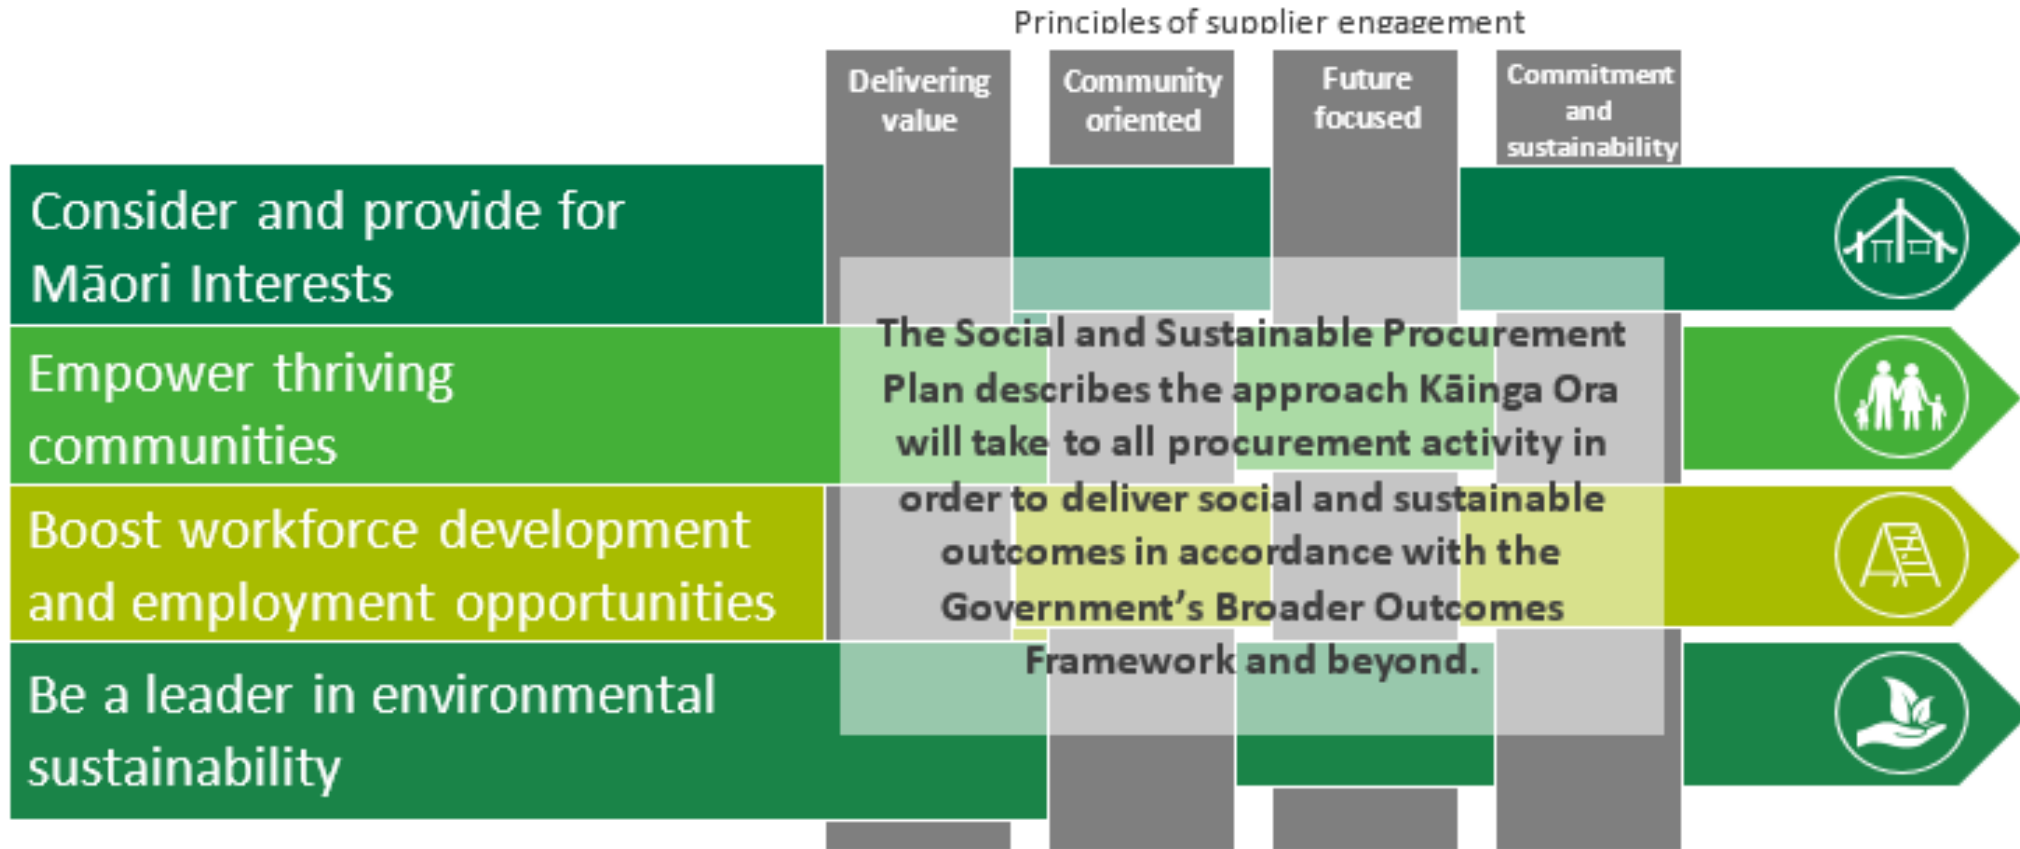 Principles of supplier engagement
Delivering
value
Community
oriented
Future
focused
Commitment
and
sustainability
Consider and provide for
Māori Interests
Empower thriving
communities
Boost workforce development
and employment opportunities
Be a leader in environmental
sustainability
The Social and Sustainable Procurement
Plan describes the approach Kāinga Ora
will take to all procurement activity in
order to deliver social and sustainable
outcomes in accordance with the
Government’s Broader Outcomes
Framework and beyond.